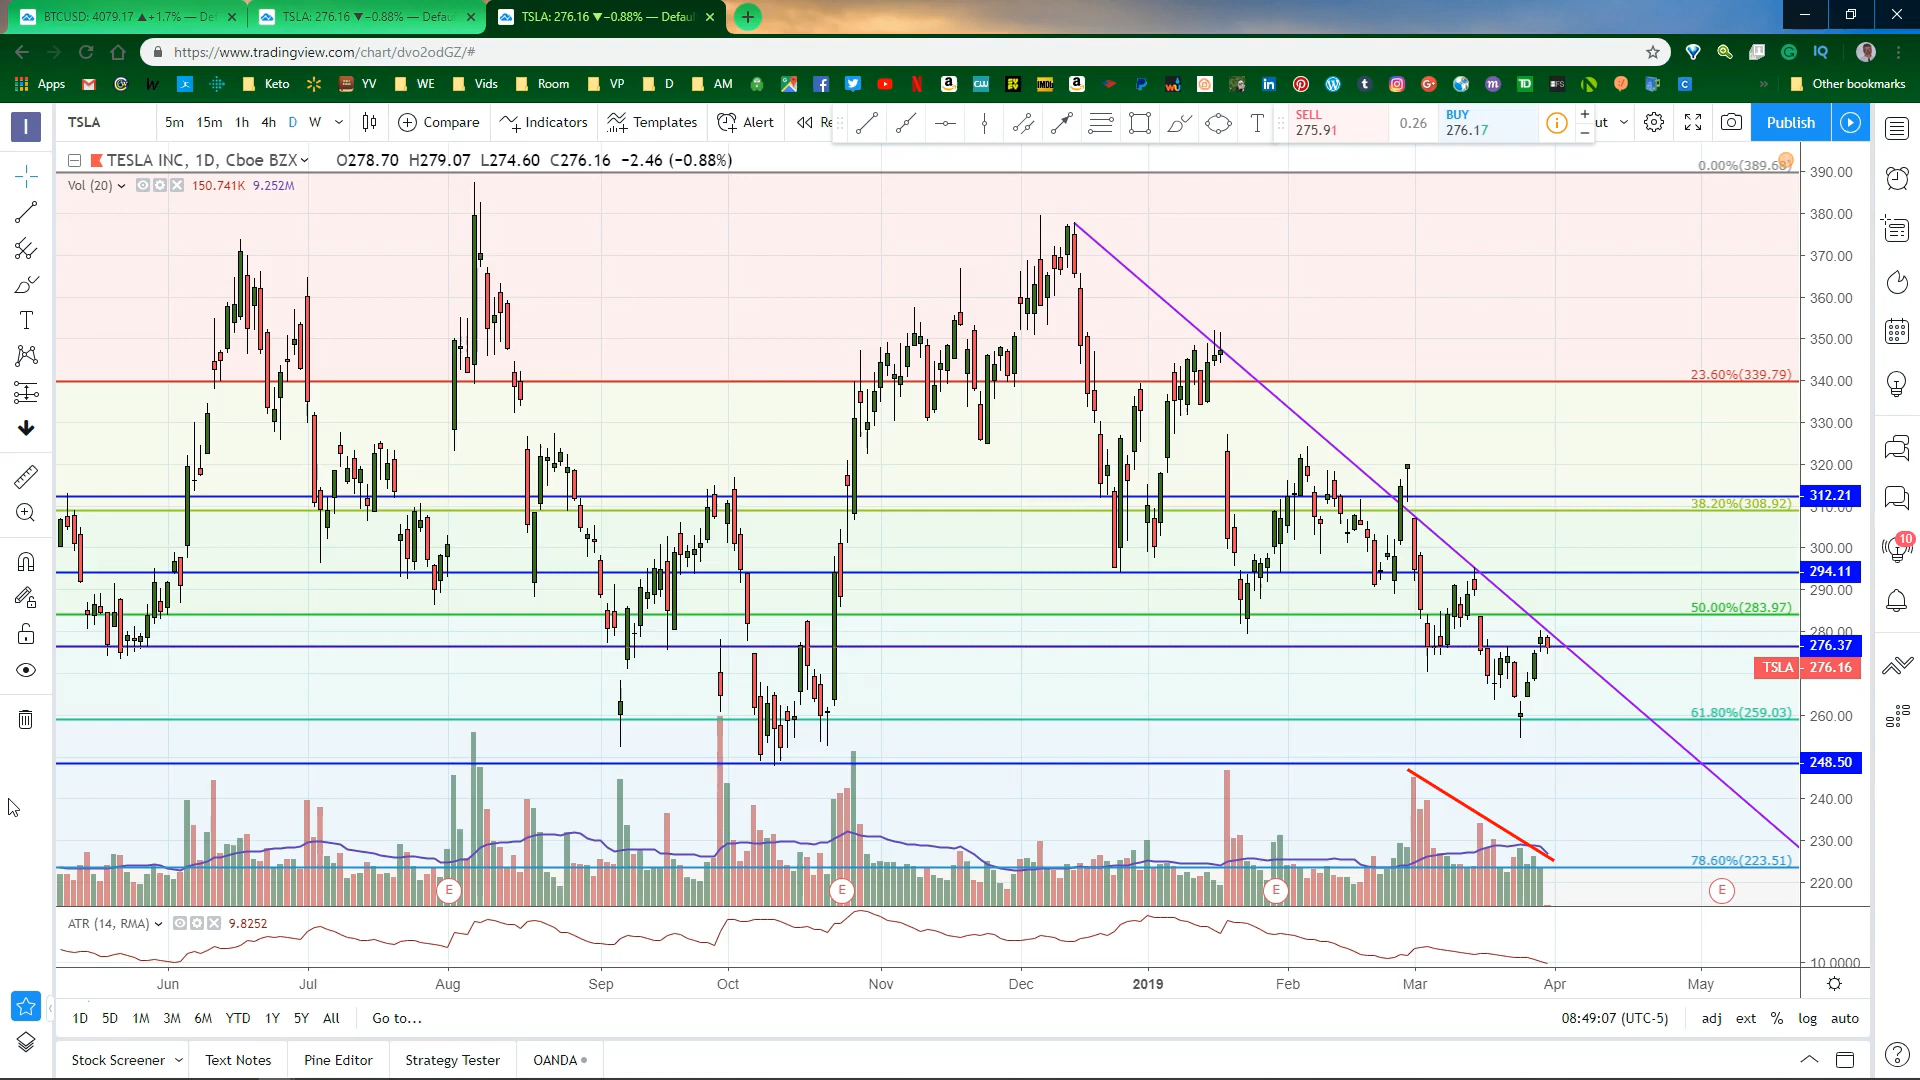 BTCUSD: 4079.17 ▲+1.7% — Def
TSLA: 276.16 ▼−0.88% — Defau
TSLA: 276.16 ▼−0.88% — Defau
https://www.tradingview.com/chart/dvo2odGZ/#
Apps Keto YV WE Vids Room VP D AM Other bookmarks
TSLA 5m 15m 1h 4h D W Compare Indicators Templates Alert Re
SELL 275.91 0.26 BUY 276.17 ut Publish
TESLA INC, 1D, Cboe BZX O278.70 H279.07 L274.60 C276.16 −2.46 (−0.88%)
Vol (20) 150.741K 9.252M
0.00%(389.68)
23.60%(339.79)
38.20%(308.92)
50.00%(283.97)
61.80%(259.03)
78.60%(223.51)
390.00
380.00
370.00
360.00
350.00
340.00
330.00
320.00
312.21
310.00
300.00
294.11
290.00
280.00
276.37
TSLA 276.16
260.00
248.50
240.00
230.00
220.00
E E E E
10
ATR (14, RMA) 9.8252
10.0000
Jun Jul Aug Sep Oct Nov Dec 2019 Feb Mar Apr May
1D 5D 1M 3M 6M YTD 1Y 5Y All Go to... 08:49:07 (UTC-5) adj ext % log auto
Stock Screener Text Notes Pine Editor Strategy Tester OANDA